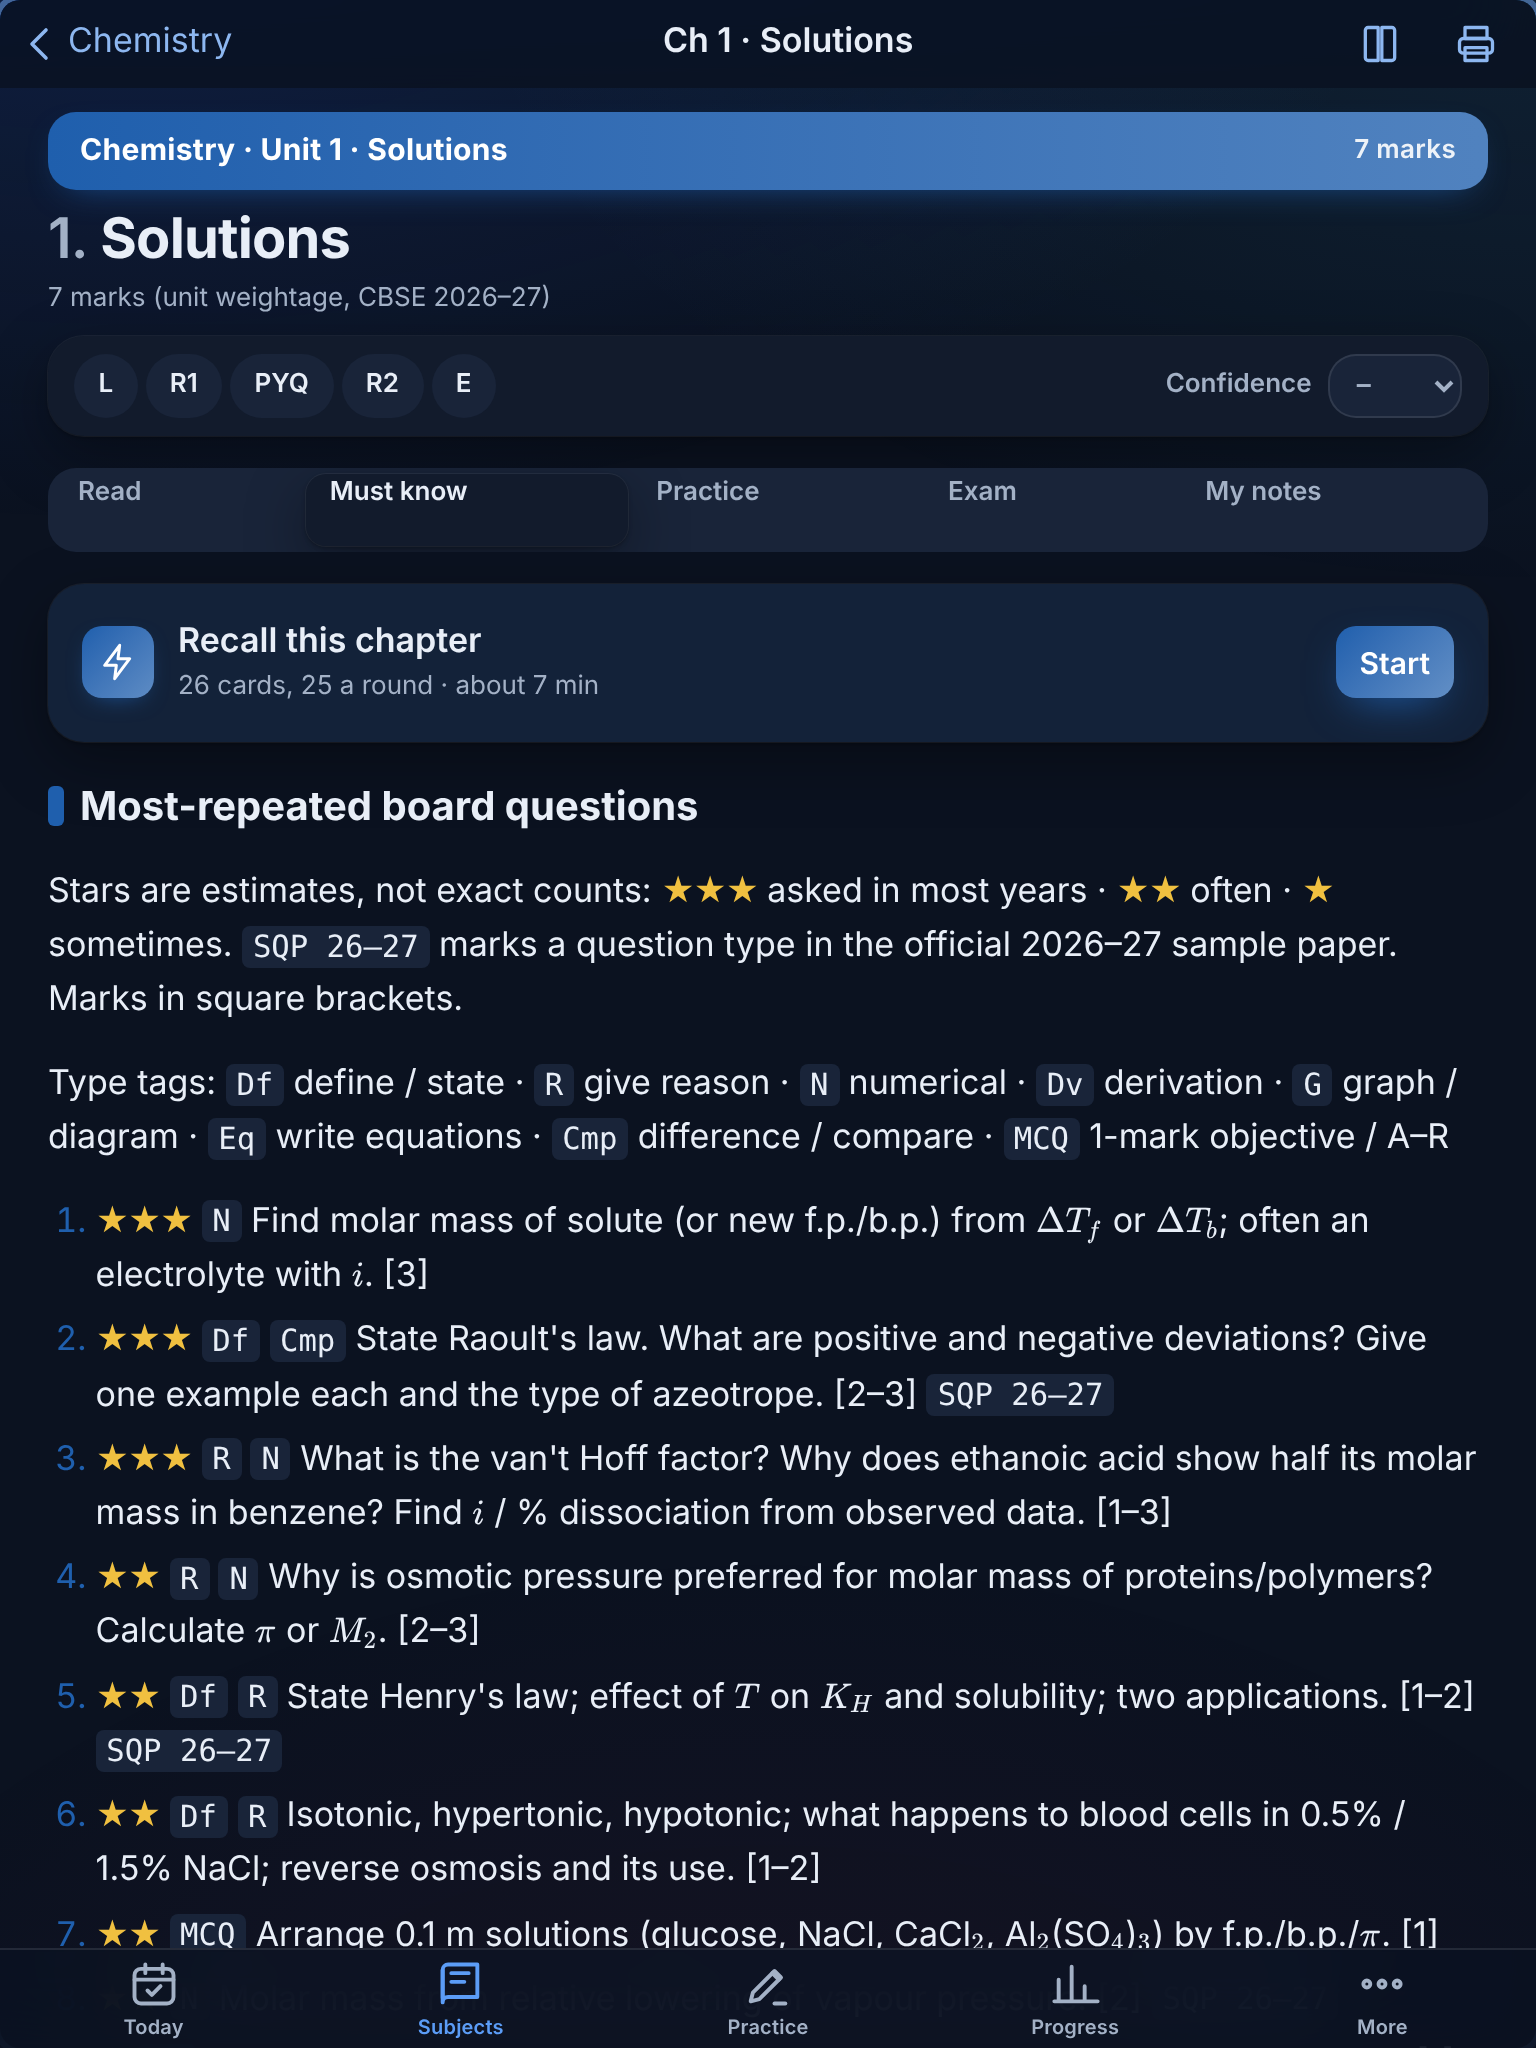 Chemistry
Ch 1 · Solutions
Chemistry · Unit 1 · Solutions
7 marks
1. Solutions
7 marks (unit weightage, CBSE 2026–27)
L R1 PYQ R2 E
Confidence –
Read Must know Practice Exam My notes
Recall this chapter
26 cards, 25 a round · about 7 min
Start
Most-repeated board questions
Stars are estimates, not exact counts: ★★★ asked in most years · ★★ often · ★
sometimes. SQP 26–27 marks a question type in the official 2026–27 sample paper.
Marks in square brackets.
Type tags: Df define / state · R give reason · N numerical · Dv derivation · G graph /
diagram · Eq write equations · Cmp difference / compare · MCQ 1-mark objective / A–R
1. ★★★ N Find molar mass of solute (or new f.p./b.p.) from ΔT_f or ΔT_b; often an
electrolyte with i. [3]
2. ★★★ Df Cmp State Raoult's law. What are positive and negative deviations? Give
one example each and the type of azeotrope. [2–3] SQP 26–27
3. ★★★ R N What is the van't Hoff factor? Why does ethanoic acid show half its molar
mass in benzene? Find i / % dissociation from observed data. [1–3]
4. ★★ R N Why is osmotic pressure preferred for molar mass of proteins/polymers?
Calculate π or M₂. [2–3]
5. ★★ Df R State Henry's law; effect of T on K_H and solubility; two applications. [1–2]
SQP 26–27
6. ★★ Df R Isotonic, hypertonic, hypotonic; what happens to blood cells in 0.5% /
1.5% NaCl; reverse osmosis and its use. [1–2]
7. ★★ MCQ Arrange 0.1 m solutions (glucose, NaCl, CaCl₂, Al₂(SO₄)₃) by f.p./b.p./π. [1]
Molar mass from relative lowering of vapour pressure. [2] SQP 26–27
Today Subjects Practice Progress More